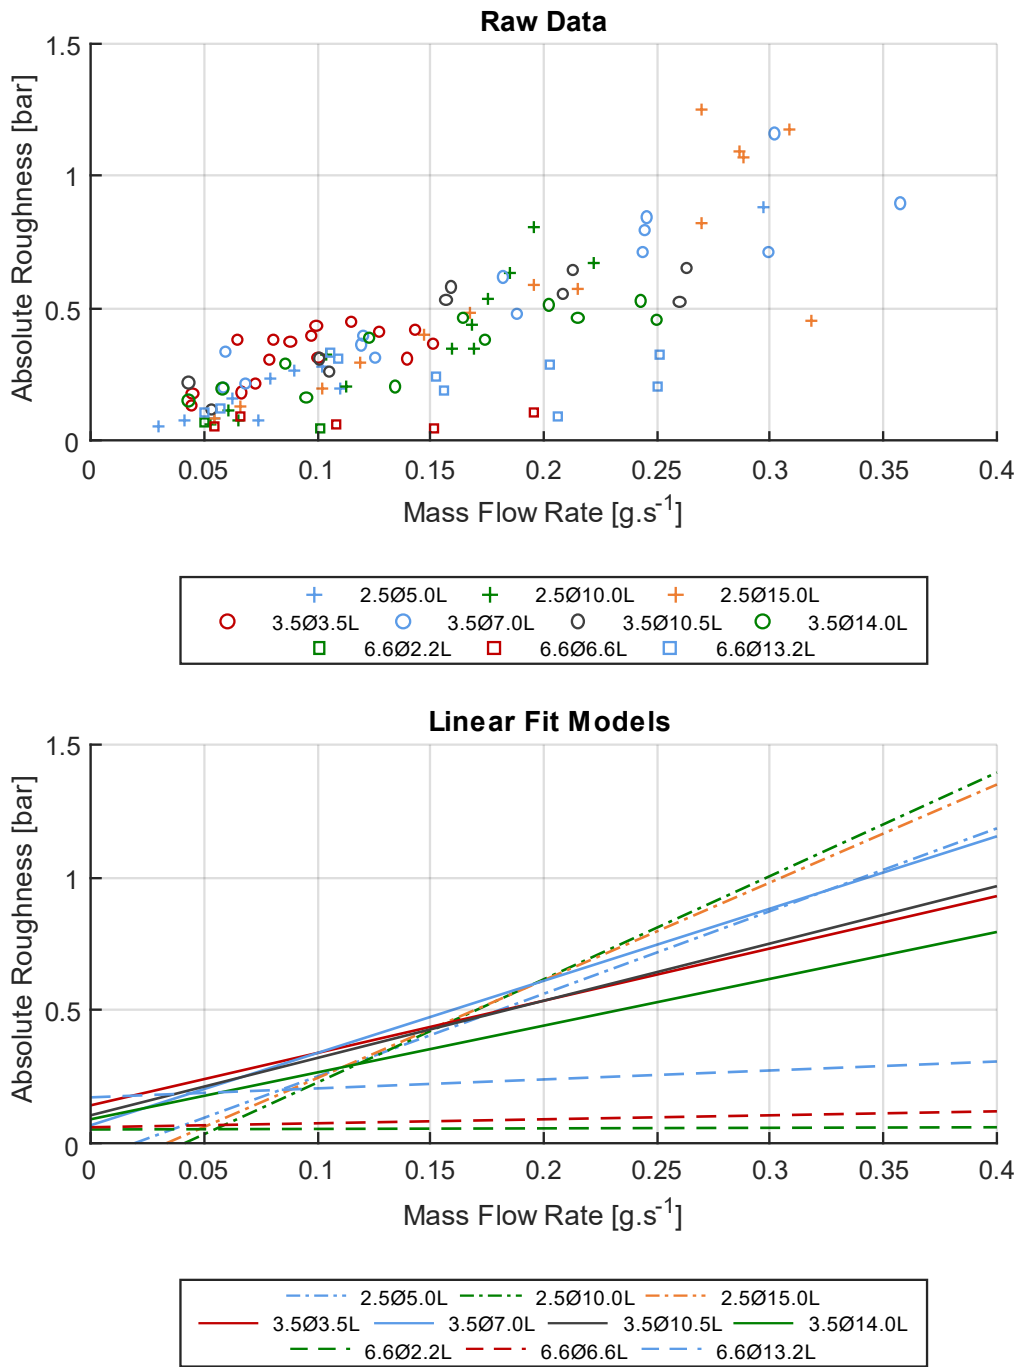 Raw Data
Absolute Roughness [bar]
1.5
1
0.5
0
0 0.05 0.1 0.15 0.2 0.25 0.3 0.35 0.4
Mass Flow Rate [g.s⁻¹]
2.5Ø5.0L 2.5Ø10.0L 2.5Ø15.0L
3.5Ø3.5L 3.5Ø7.0L 3.5Ø10.5L 3.5Ø14.0L
6.6Ø2.2L 6.6Ø6.6L 6.6Ø13.2L
Linear Fit Models
Absolute Roughness [bar]
1.5
1
0.5
0
0 0.05 0.1 0.15 0.2 0.25 0.3 0.35 0.4
Mass Flow Rate [g.s⁻¹]
2.5Ø5.0L 2.5Ø10.0L 2.5Ø15.0L
3.5Ø3.5L 3.5Ø7.0L 3.5Ø10.5L 3.5Ø14.0L
6.6Ø2.2L 6.6Ø6.6L 6.6Ø13.2L